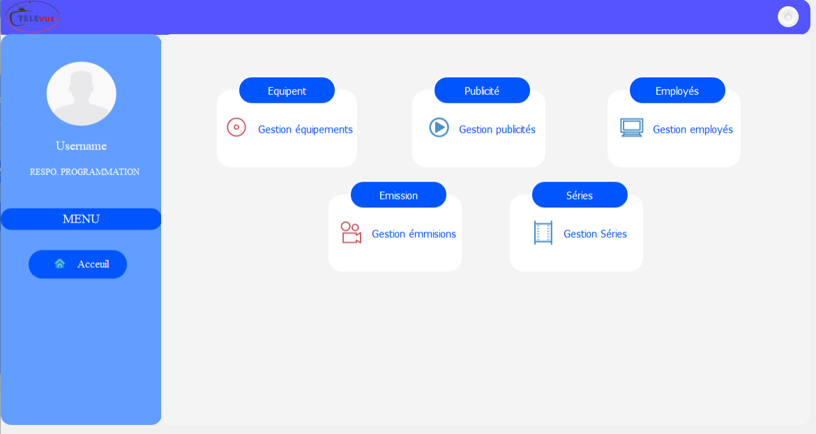 TELEVUE
Username
RESPO. PROGRAMMATION
MENU
Acceuil
Equipent
Gestion équipements
Publicité
Gestion publicités
Employés
Gestion employés
Emission
Gestion émmisions
Séries
Gestion Séries